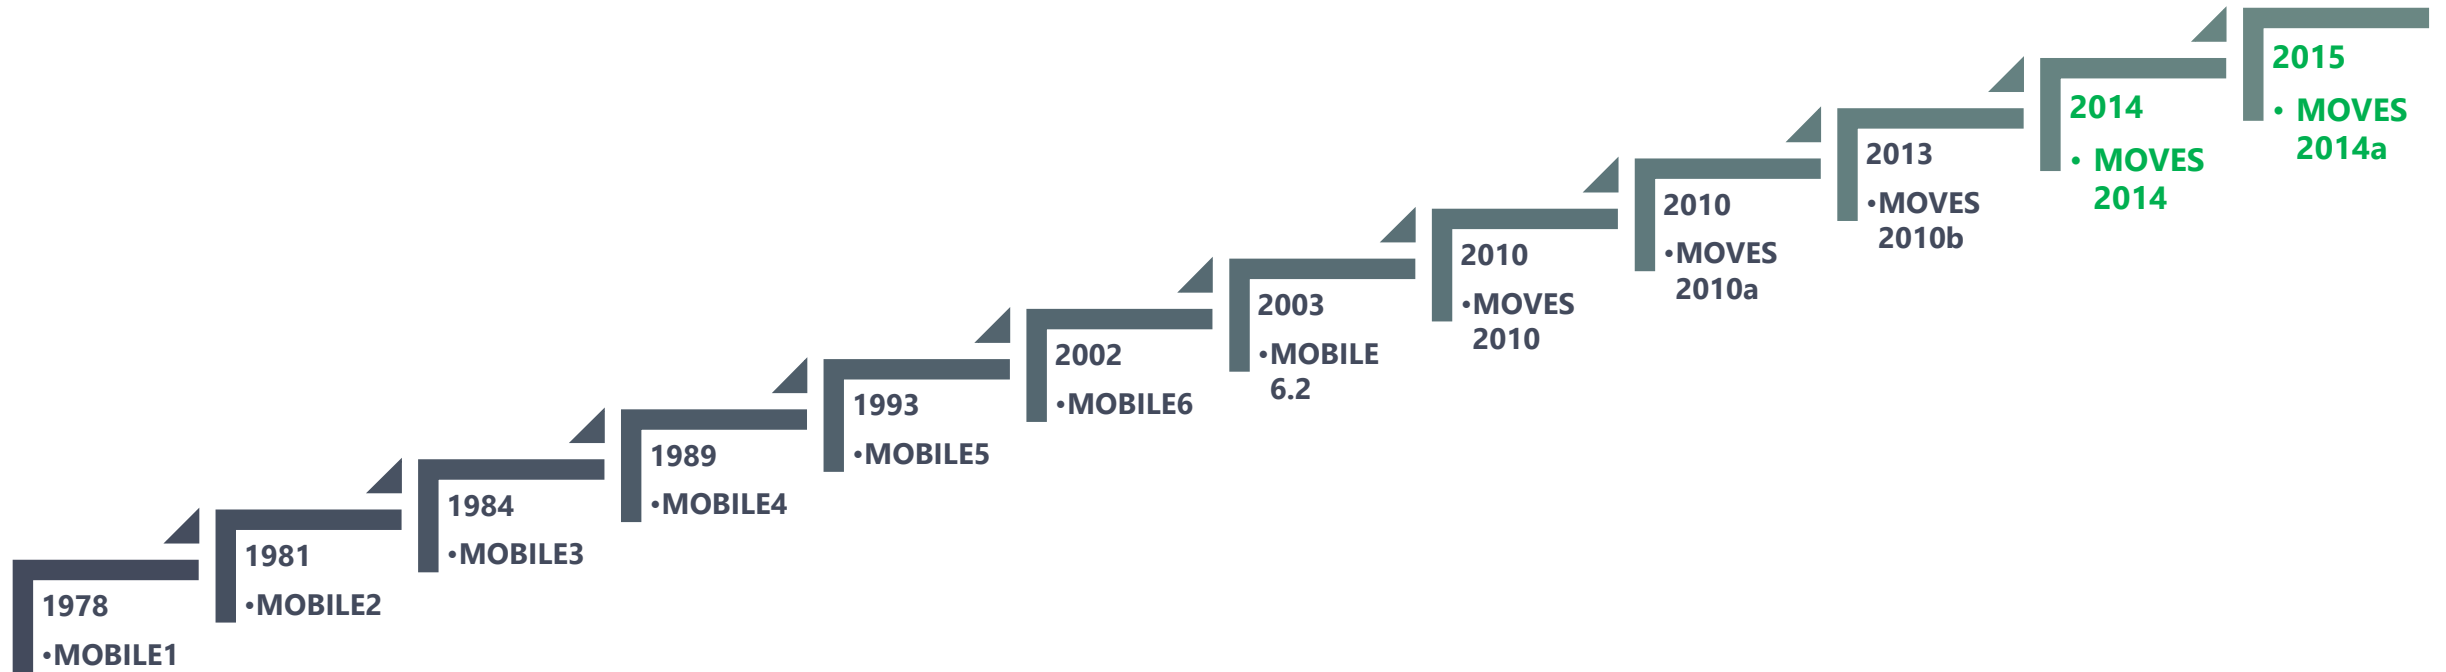 1978
•MOBILE1
1981
•MOBILE2
1984
•MOBILE3
1989
•MOBILE4
1993
•MOBILE5
2002
•MOBILE6
2003
•MOBILE
6.2
2010
•MOVES
2010
2010
•MOVES
2010a
2013
•MOVES
2010b
2014
• MOVES
2014
2015
• MOVES
2014a